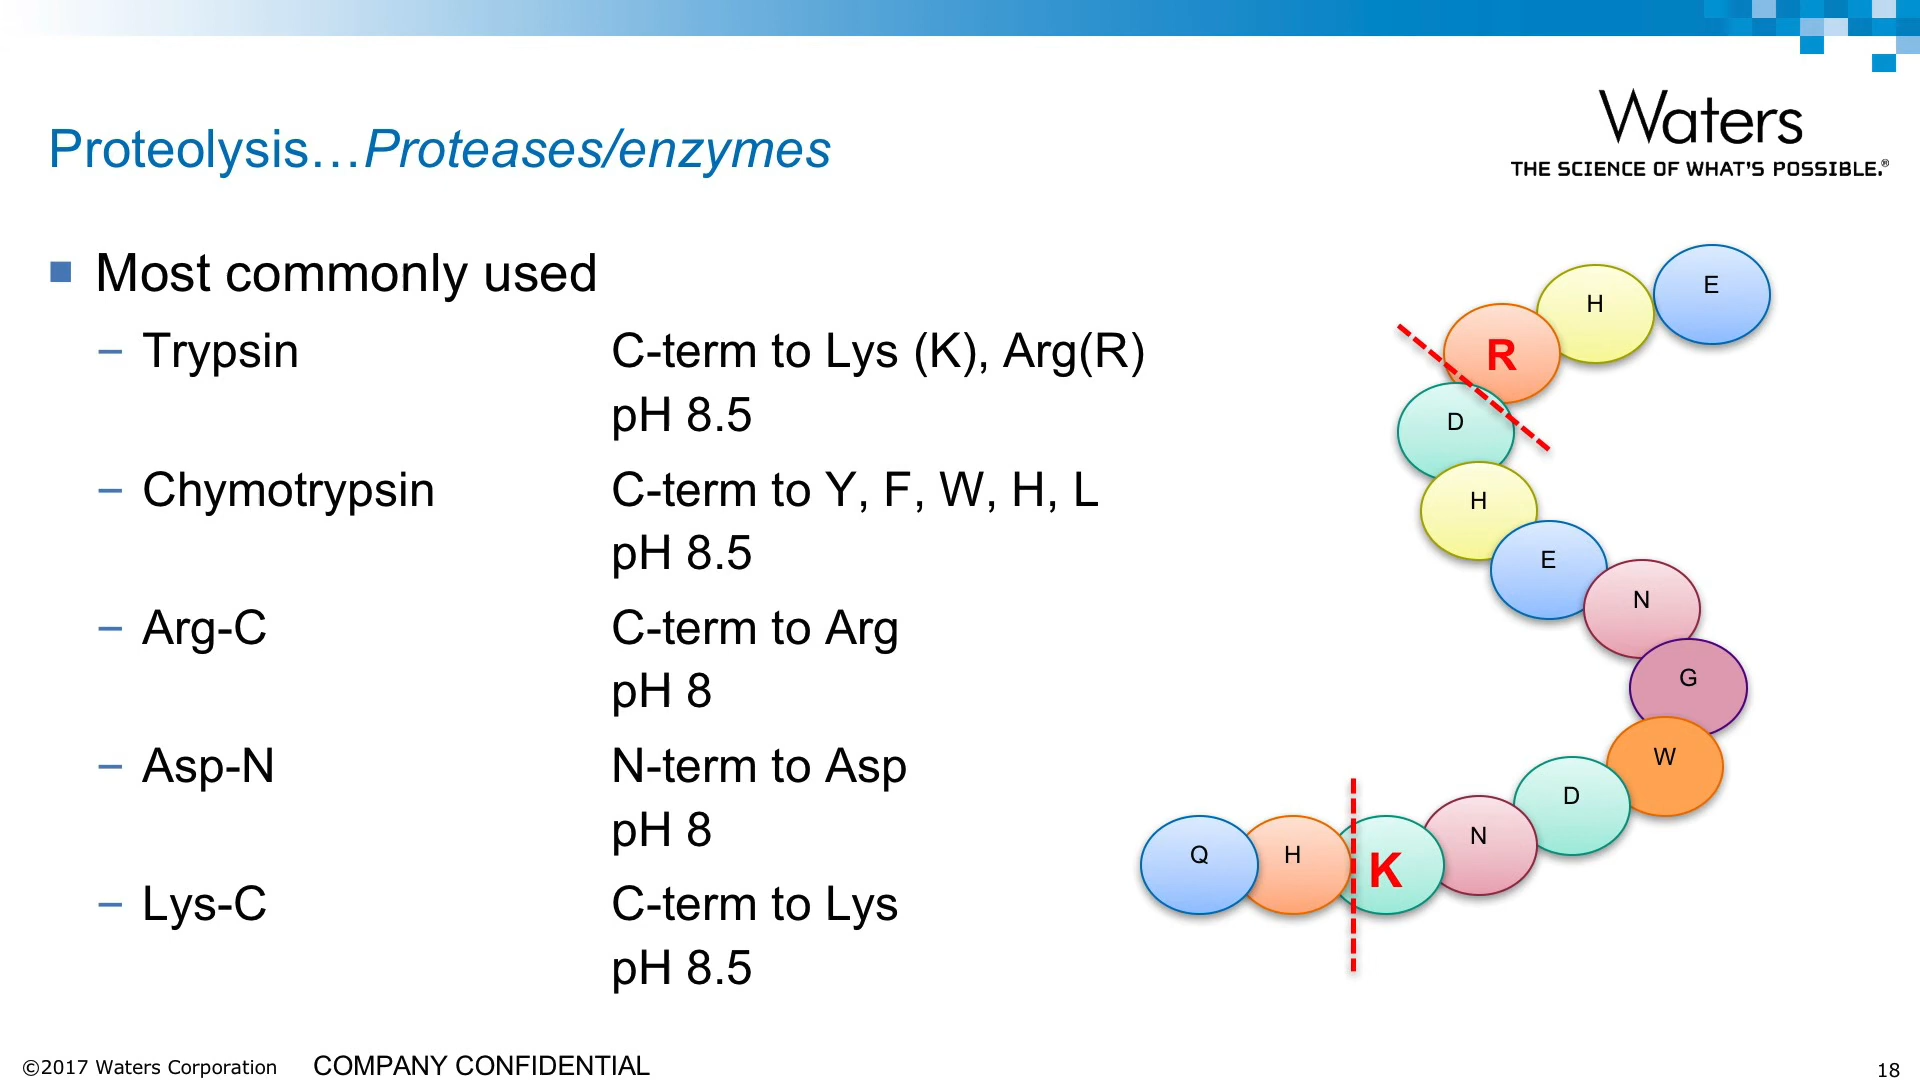 Waters
THE SCIENCE OF WHAT'S POSSIBLE.®
Proteolysis…Proteases/enzymes
■ Most commonly used
– Trypsin C-term to Lys (K), Arg(R)
pH 8.5
– Chymotrypsin C-term to Y, F, W, H, L
pH 8.5
– Arg-C C-term to Arg
pH 8
– Asp-N N-term to Asp
pH 8
– Lys-C C-term to Lys
pH 8.5
E
H
R
D
H
E
N
G
W
D
N
K
H
Q
©2017 Waters Corporation COMPANY CONFIDENTIAL
18